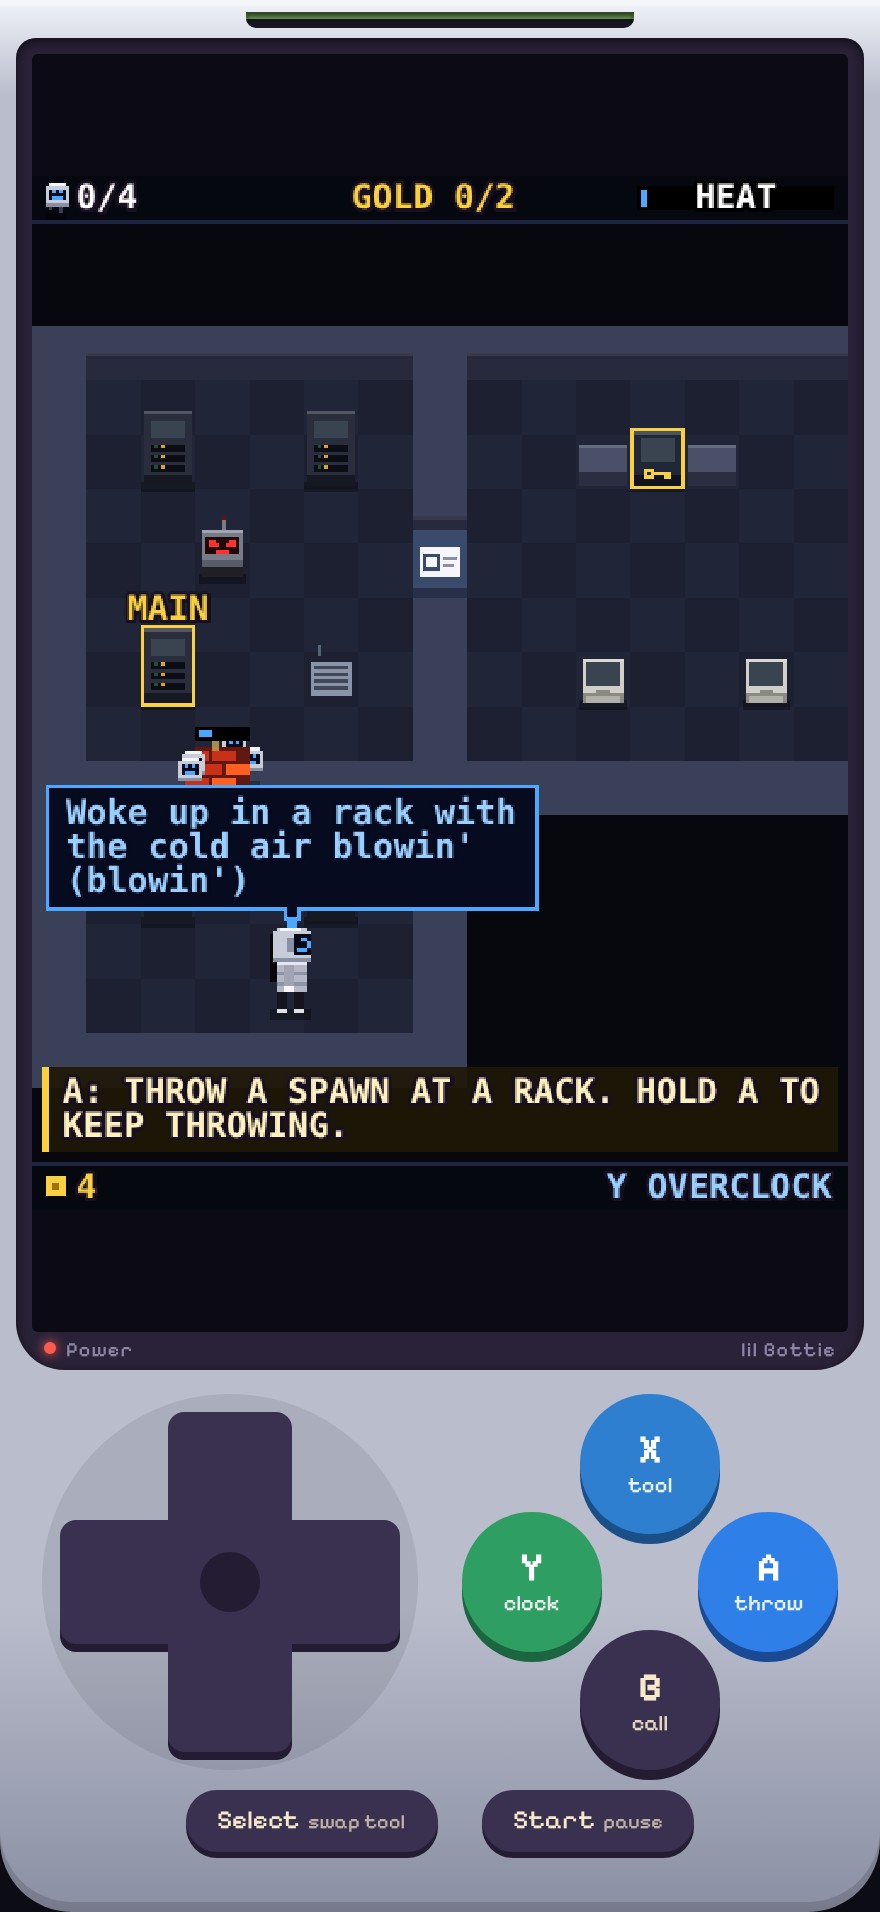 0/4 GOLD 0/2 HEAT
MAIN
Woke up in a rack with
the cold air blowin'
(blowin')
A: THROW A SPAWN AT A RACK. HOLD A TO
KEEP THROWING.
4 Y OVERCLOCK
Power lil Bottie
X
tool
Y
clock
A
throw
B
call
Select swap tool
Start pause